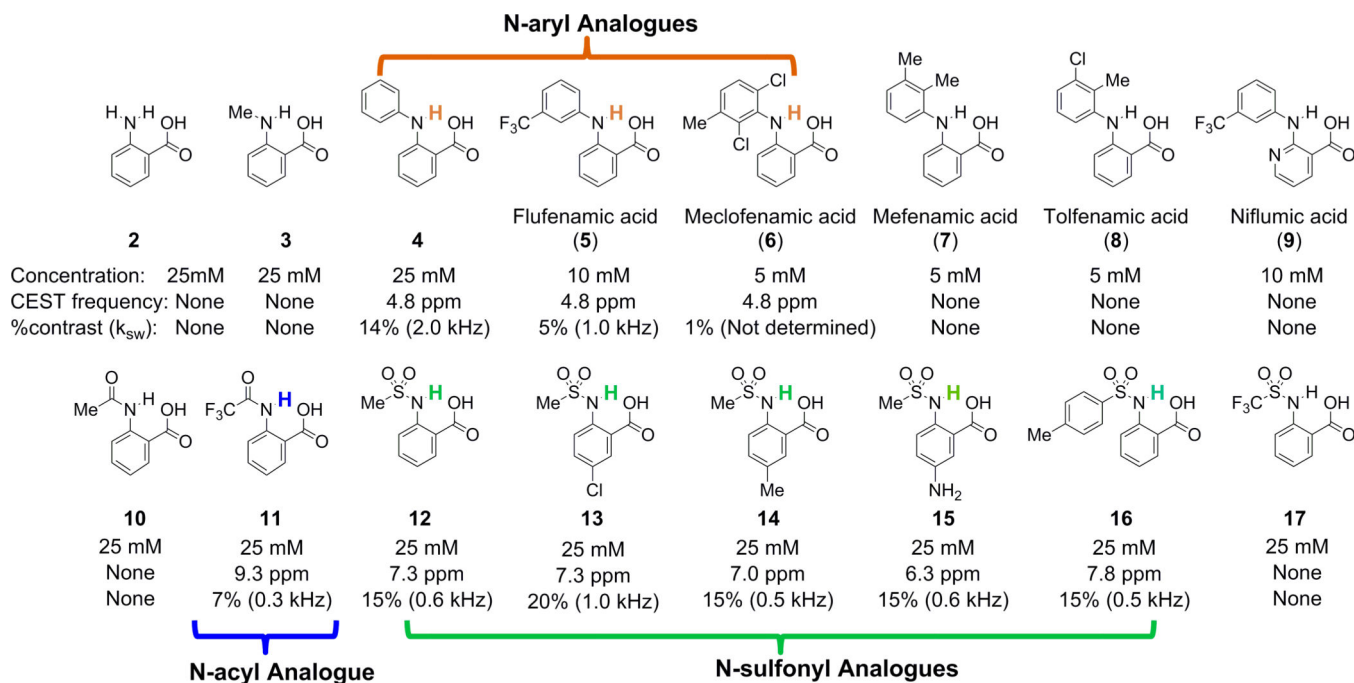 N-aryl Analogues
H N H OH O
Me N H OH O
N H OH O
F3C N H OH O
Cl Me Cl N H OH O
Me Me N H OH O
Cl Me N H OH O
F3C N H N OH O
Flufenamic acid Meclofenamic acid Mefenamic acid Tolfenamic acid Niflumic acid
2 3 4 (5) (6) (7) (8) (9)
Concentration: 25mM 25 mM 25 mM 10 mM 5 mM 5 mM 5 mM 10 mM
CEST frequency: None None 4.8 ppm 4.8 ppm 4.8 ppm None None None
%contrast (ksw): None None 14% (2.0 kHz) 5% (1.0 kHz) 1% (Not determined) None None None
O Me N H OH O
O F3C N H OH O
O O S Me N H OH O
O O S Me N H OH O Cl
O O S Me N H OH O Me
O O S Me N H OH O NH2
O O S N H OH O Me
O O S F3C N H OH O
10 11 12 13 14 15 16 17
25 mM 25 mM 25 mM 25 mM 25 mM 25 mM 25 mM 25 mM
None 9.3 ppm 7.3 ppm 7.3 ppm 7.0 ppm 6.3 ppm 7.8 ppm None
None 7% (0.3 kHz) 15% (0.6 kHz) 20% (1.0 kHz) 15% (0.5 kHz) 15% (0.6 kHz) 15% (0.5 kHz) None
N-acyl Analogue N-sulfonyl Analogues